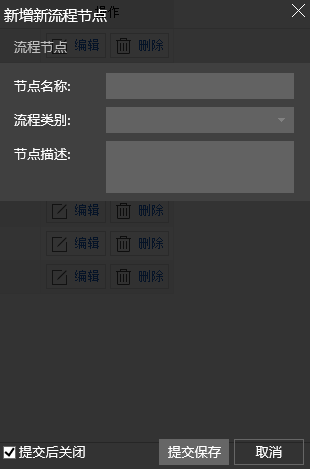 新增新流程节点
操作
流程节点
编辑 删除
节点名称:
流程类别:
节点描述:
编辑 删除
编辑 删除
编辑 删除
提交后关闭 提交保存 取消